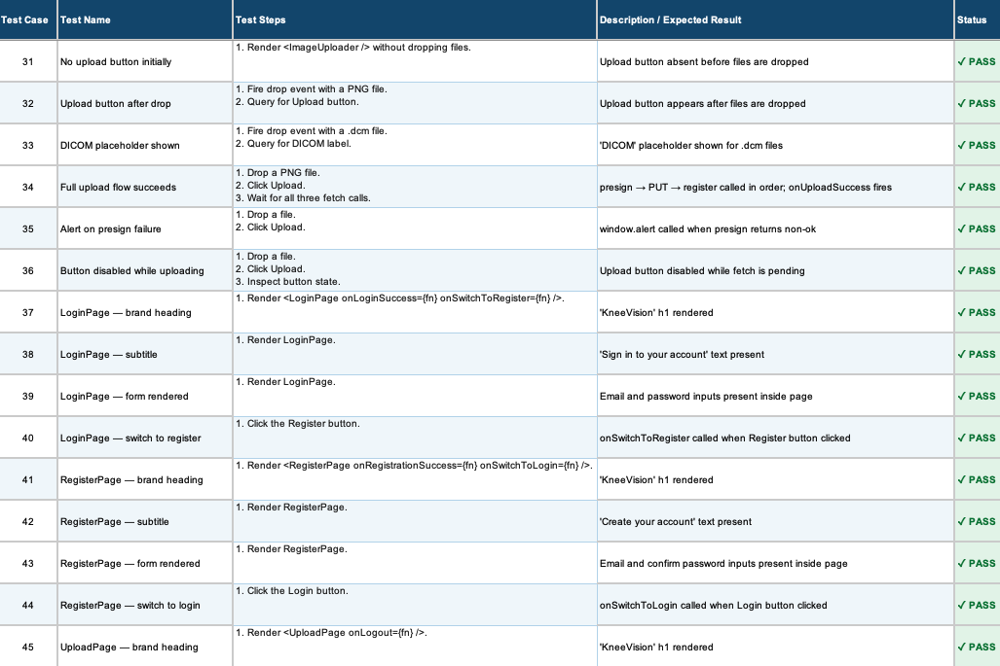 Test Case Test Name Test Steps Description / Expected Result Status
31 No upload button initially 1. Render <ImageUploader /> without dropping files. Upload button absent before files are dropped ✓ PASS
32 Upload button after drop 1. Fire drop event with a PNG file.
2. Query for Upload button. Upload button appears after files are dropped ✓ PASS
33 DICOM placeholder shown 1. Fire drop event with a .dcm file.
2. Query for DICOM label. 'DICOM' placeholder shown for .dcm files ✓ PASS
34 Full upload flow succeeds 1. Drop a PNG file.
2. Click Upload.
3. Wait for all three fetch calls. presign → PUT → register called in order; onUploadSuccess fires ✓ PASS
35 Alert on presign failure 1. Drop a file.
2. Click Upload. window.alert called when presign returns non-ok ✓ PASS
36 Button disabled while uploading 1. Drop a file.
2. Click Upload.
3. Inspect button state. Upload button disabled while fetch is pending ✓ PASS
37 LoginPage — brand heading 1. Render <LoginPage onLoginSuccess={fn} onSwitchToRegister={fn} />. 'KneeVision' h1 rendered ✓ PASS
38 LoginPage — subtitle 1. Render LoginPage. 'Sign in to your account' text present ✓ PASS
39 LoginPage — form rendered 1. Render LoginPage. Email and password inputs present inside page ✓ PASS
40 LoginPage — switch to register 1. Click the Register button. onSwitchToRegister called when Register button clicked ✓ PASS
41 RegisterPage — brand heading 1. Render <RegisterPage onRegistrationSuccess={fn} onSwitchToLogin={fn} />. 'KneeVision' h1 rendered ✓ PASS
42 RegisterPage — subtitle 1. Render RegisterPage. 'Create your account' text present ✓ PASS
43 RegisterPage — form rendered 1. Render RegisterPage. Email and confirm password inputs present inside page ✓ PASS
44 RegisterPage — switch to login 1. Click the Login button. onSwitchToLogin called when Login button clicked ✓ PASS
45 UploadPage — brand heading 1. Render <UploadPage onLogout={fn} />. 'KneeVision' h1 rendered ✓ PASS